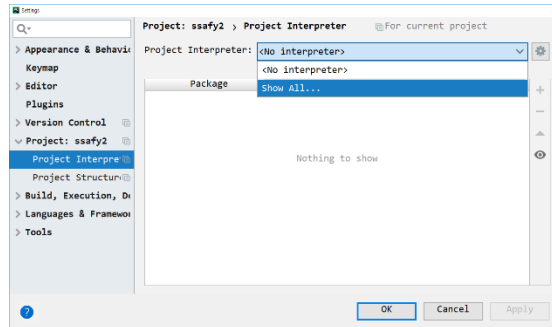 Settings
Project: ssafy2 › Project Interpreter For current project
Appearance & Behavio
Keymap
Editor
Plugins
Version Control
Project: ssafy2
Project Interpre
Project Structur
Build, Execution, De
Languages & Framewor
Tools
Project Interpreter: <No interpreter>
<No interpreter>
Show All...
Package
Nothing to show
?
OK Cancel Apply